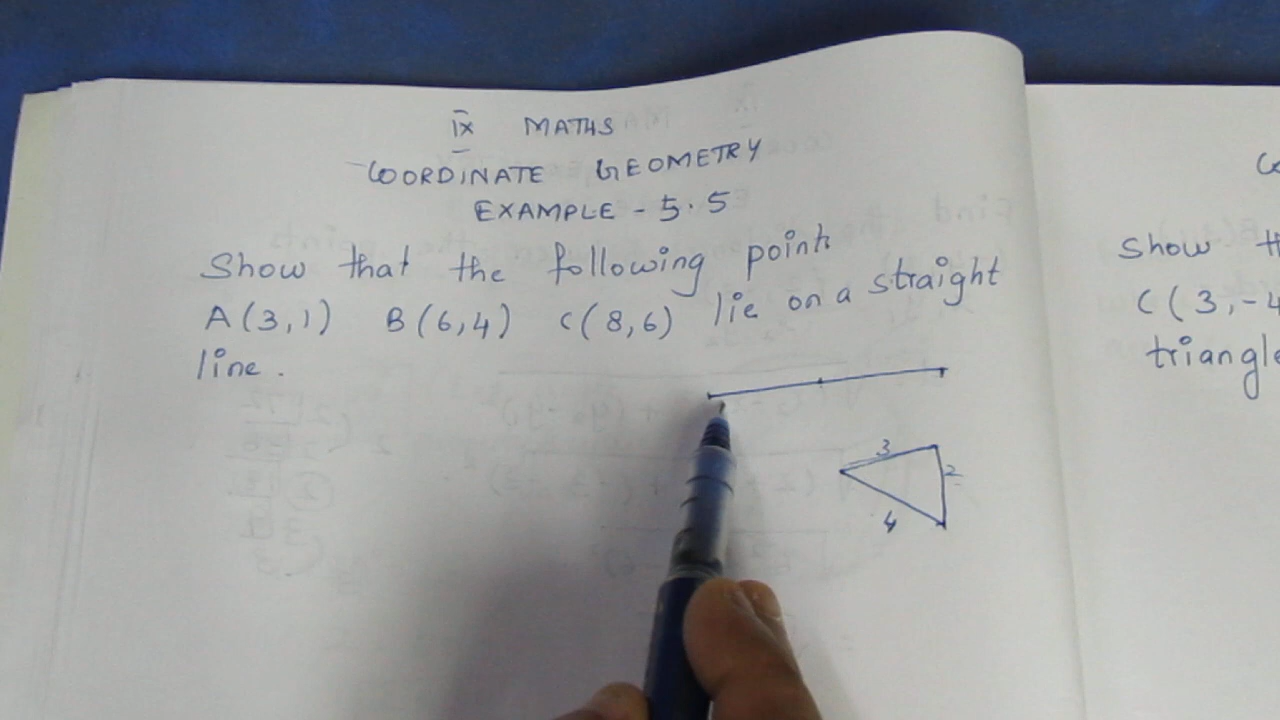 IX MATHS
COORDINATE GEOMETRY
EXAMPLE - 5.5
Show that the following points
A(3,1) B(6,4) C(8,6) lie on a straight
line.
3
2
4
Show
C(3,-4
triangle